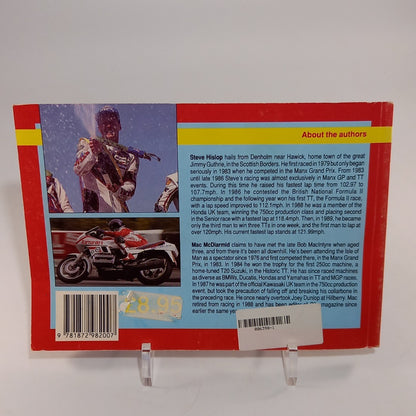 About the authors
Steve Hislop hails from Denholm near Hawick, home town of the great
Jimmy Guthrie, in the Scottish Borders. He first raced in 1979 but only began
seriously in 1983 when he competed in the Manx Grand Prix. From 1983
until late 1986 Steve's racing was almost exclusively in Manx GP and TT
events. During this time he raised his fastest lap time from 102.97 to
107.7mph. In 1986 he contested the British National Formula II
championship and the following year won his first TT, the Formula II race,
with a lap speed improved to 112.1mph. In 1988 he was a member of the
Honda UK team, winning the 750cc production class and placing second
in the Senior race with a fastest lap at 118.4mph. Then, in 1989, he became
only the third man to win three TTs in one week, and the first man to lap at
over 120mph. His current fastest lap stands at 121.99mph.
Mac McDiarmid claims to have met the late Bob MacIntyre when aged
three, and from there it's been all downhill. He's been attending the Isle of
Man as a spectator since 1976 and first competed there, in the Manx Grand
Prix, in 1983. In 1984 he won the trophy for the first 250cc machine, a
home-tuned T20 Suzuki, in the Historic TT. He has since raced machines
as diverse as BMWs, Ducatis, Hondas and Yamahas in TT and MGP races.
In 1987 he was part of the official Kawasaki UK team in the 750cc production
event, but took the precaution of falling off and breaking his collarbone in
the preceding race. He once nearly overtook Joey Dunlop at Hillberry. Mac
retired from racing in 1988 and has been editor of magazine since
earlier the same year
£8.95
9 781872 982007